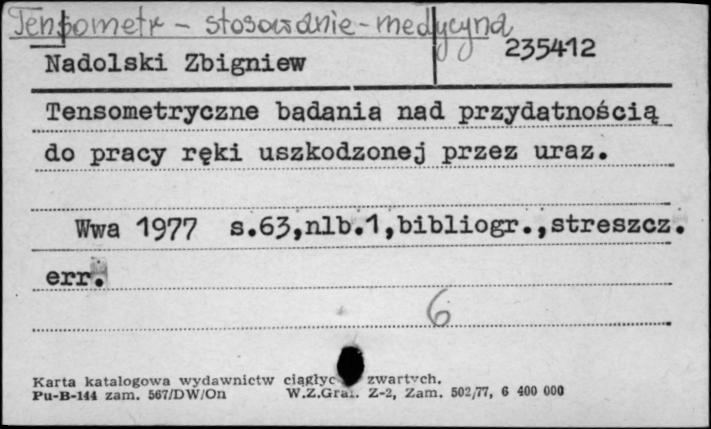 Tensometr - stosowanie - medycyna
Nadolski Zbigniew 235412
Tensometryczne badania nad przydatnością
do pracy ręki uszkodzonej przez uraz.
Wwa 1977 s.63,nlb.1,bibliogr.,streszcz.
err.
6
Karta katalogowa wydawnictw ciągłyc zwartych.
Pu-B-144 zam. 567/DW/On W.Z.Graf. Z-2, Zam. 502/77, 6 400 000